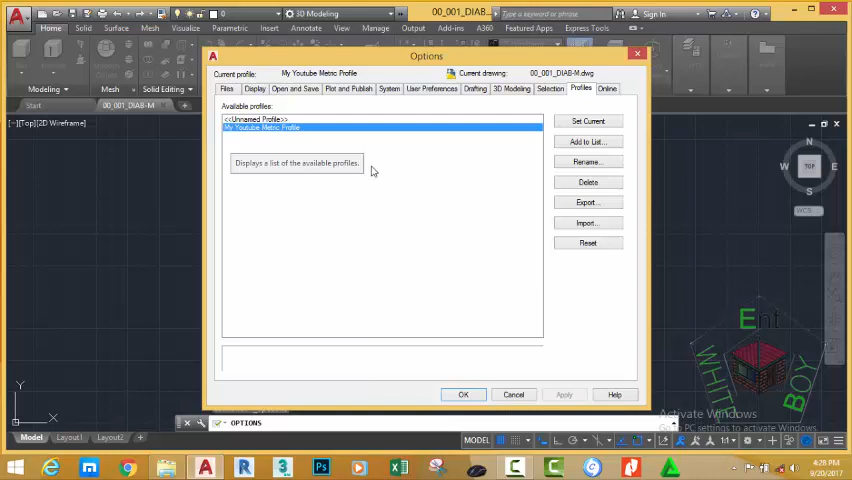 3D Modeling
00_001_DIAB-M...
Type a keyword or phrase
Sign In
Home Solid Surface Mesh Visualize Parametric Insert Annotate View Manage Output Add-ins A360 Featured Apps Express Tools
Modeling
Solid Editing
Start
00_001_DIAB-M
[−][Top][2D Wireframe]
Options
Current profile: My Youtube Metric Profile
Current drawing: 00_001_DIAB-M.dwg
Files Display Open and Save Plot and Publish System User Preferences Drafting 3D Modeling Selection Profiles Online
Available profiles:
<<Unnamed Profile>>
My Youtube Metric Profile
Displays a list of the available profiles.
Set Current
Add to List...
Rename...
Delete
Export...
Import...
Reset
OK
Cancel
Apply
Help
N
W TOP E
S
WCS
Ent
WHITE
BOY
Y
X
Activate Windows
Go to PC settings to activate Windows.
OPTIONS
Model Layout1 Layout2
MODEL
1:1
4:28 PM
9/20/2017